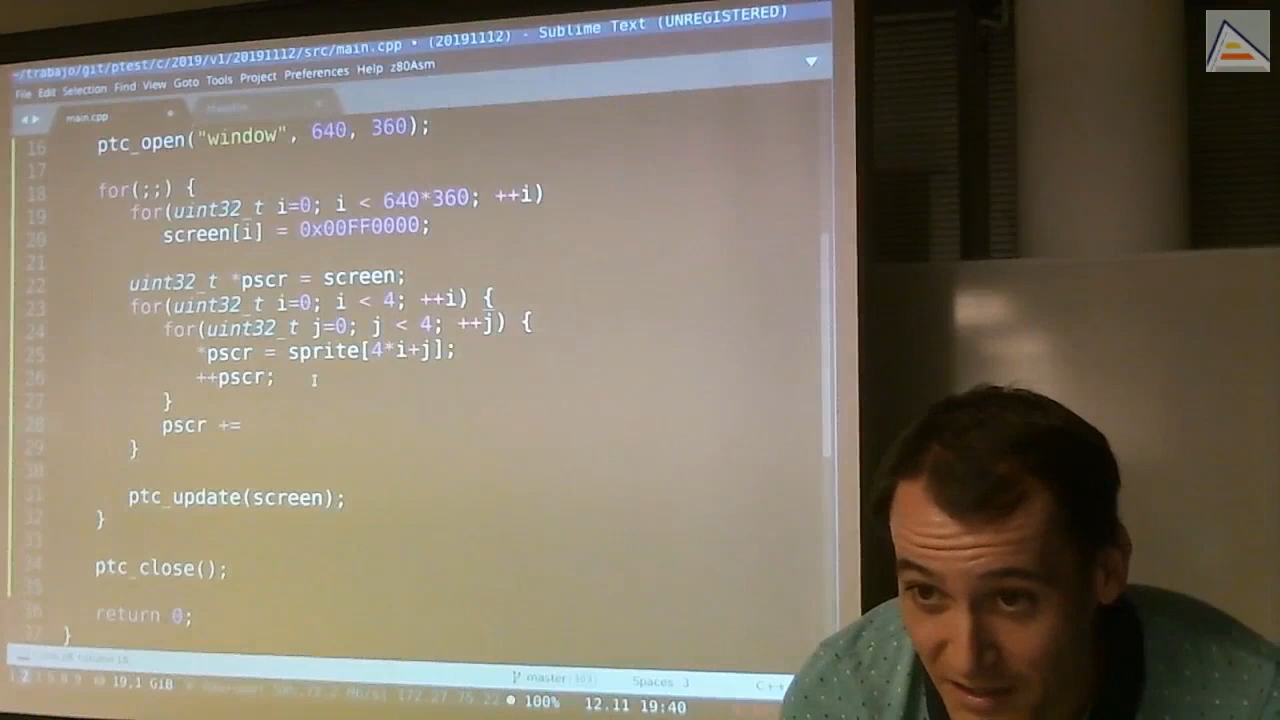 ~/trabajo/git/ptest/c/2019/v1/20191112/src/main.cpp • (20191112) - Sublime Text (UNREGISTERED)
File Edit Selection Find View Goto Tools Project Preferences Help z80Asm
main.cpp
16 ptc_open("window", 640, 360);
17
18 for(;;) {
19 for(uint32_t i=0; i < 640*360; ++i)
20 screen[i] = 0x00FF0000;
21
22 uint32_t *pscr = screen;
23 for(uint32_t i=0; i < 4; ++i) {
24 for(uint32_t j=0; j < 4; ++j) {
25 *pscr = sprite[4*i+j];
26 ++pscr;
27 }
28 pscr +=
29 }
30
31 ptc_update(screen);
32 }
33
34 ptc_close();
35
36 return 0;
37 }
master Spaces: 3 C++
19,1 GiB 100% 12.11 19:40